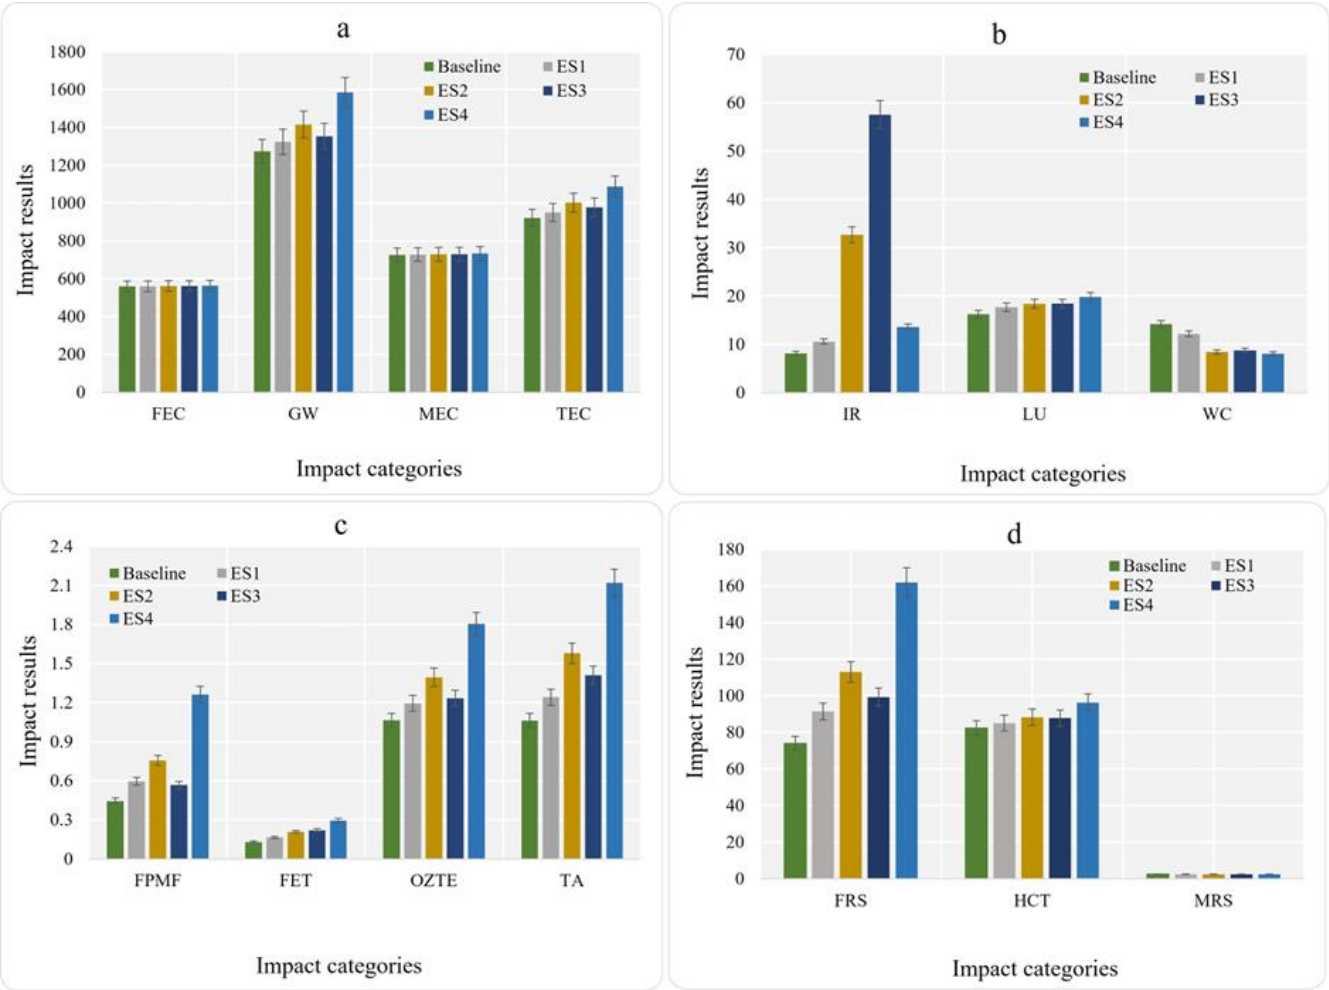 a
1800
1600
1400
1200
1000
800
600
400
200
0
Impact results
Baseline ES1
ES2 ES3
ES4
FEC GW MEC TEC
Impact categories
b
70
60
50
40
30
20
10
0
Impact results
Baseline ES1
ES2 ES3
ES4
IR LU WC
Impact categories
c
2.4
2.1
1.8
1.5
1.2
0.9
0.6
0.3
0
Impact results
Baseline ES1
ES2 ES3
ES4
FPMF FET OZTE TA
Impact categories
d
180
160
140
120
100
80
60
40
20
0
Impact results
Baseline ES1
ES2 ES3
ES4
FRS HCT MRS
Impact categories